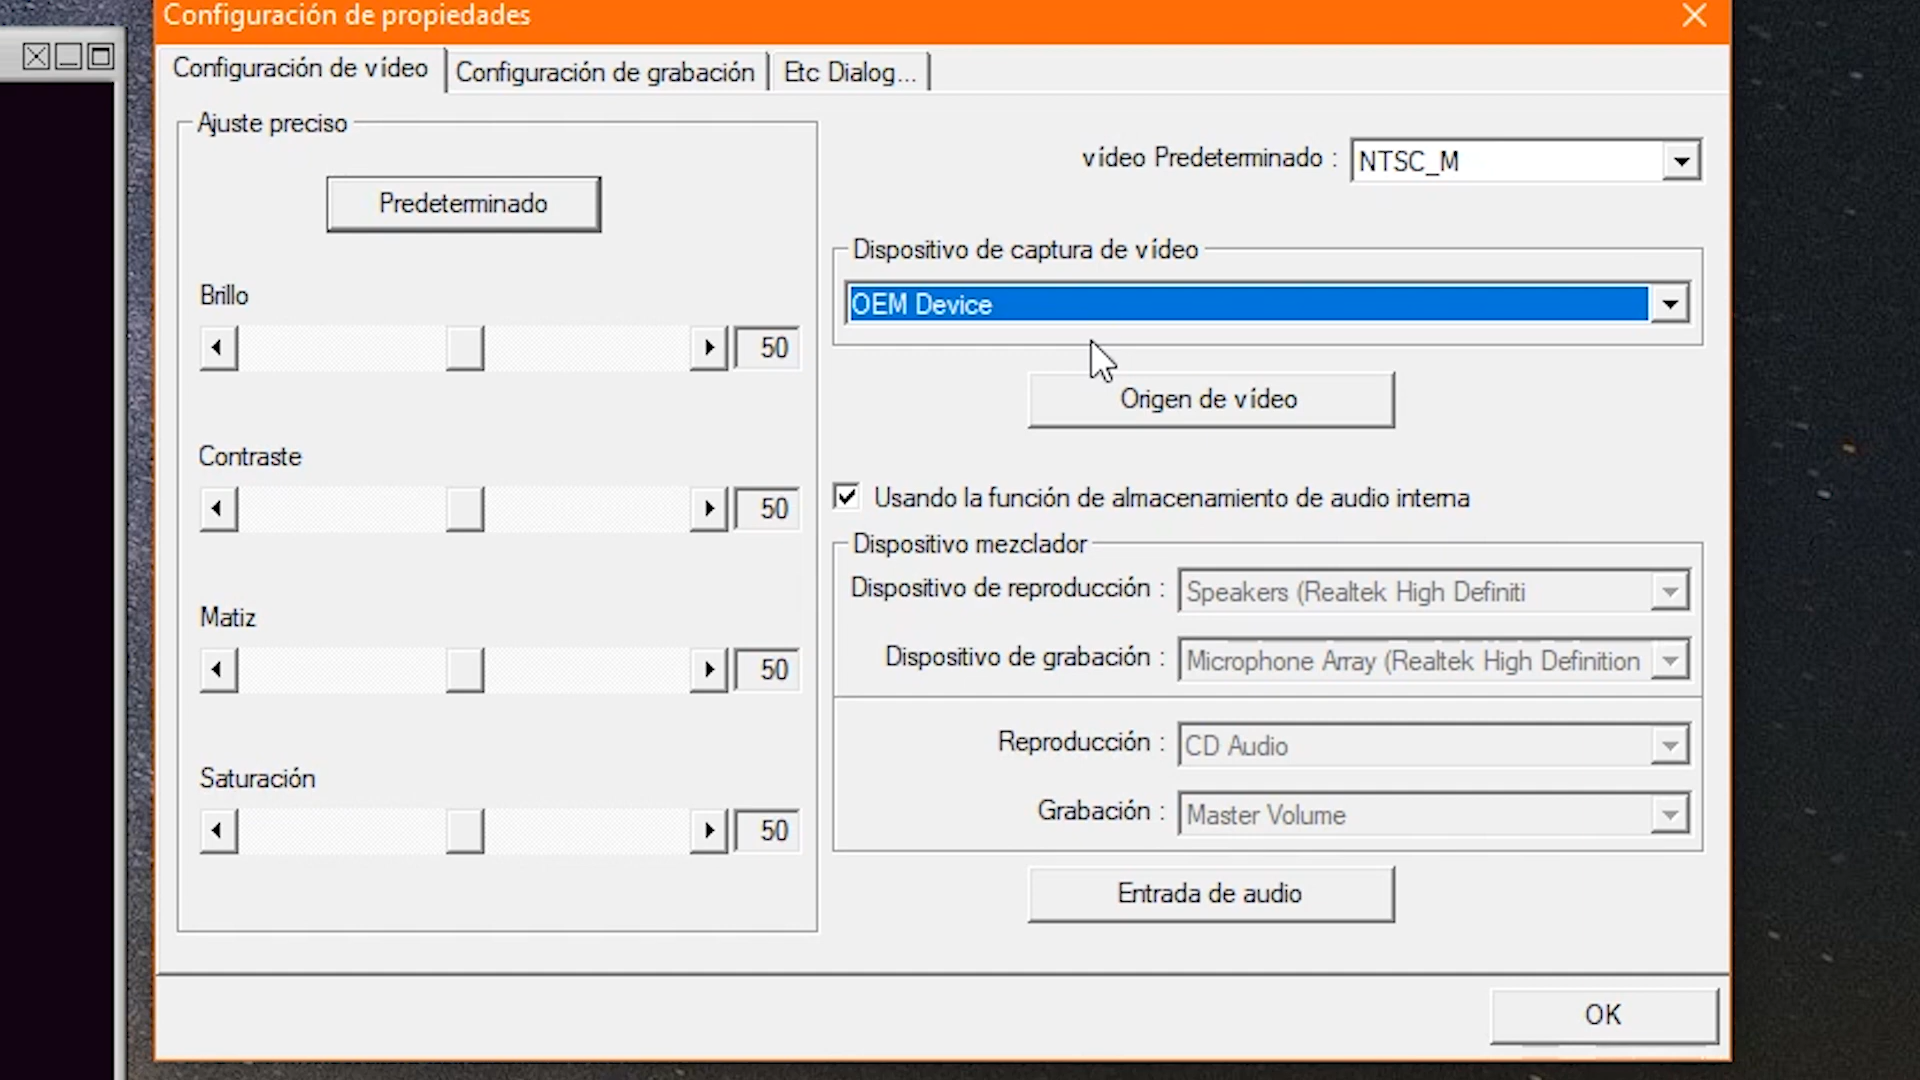 Configuración de propiedades
Configuración de vídeo
Configuración de grabación
Etc Dialog...
Ajuste preciso
Predeterminado
Brillo
50
Contraste
50
Matiz
50
Saturación
50
vídeo Predeterminado :
NTSC_M
Dispositivo de captura de vídeo
OEM Device
Origen de vídeo
Usando la función de almacenamiento de audio interna
Dispositivo mezclador
Dispositivo de reproducción :
Speakers (Realtek High Definiti
Dispositivo de grabación :
Microphone Array (Realtek High Definition
Reproducción :
CD Audio
Grabación :
Master Volume
Entrada de audio
OK